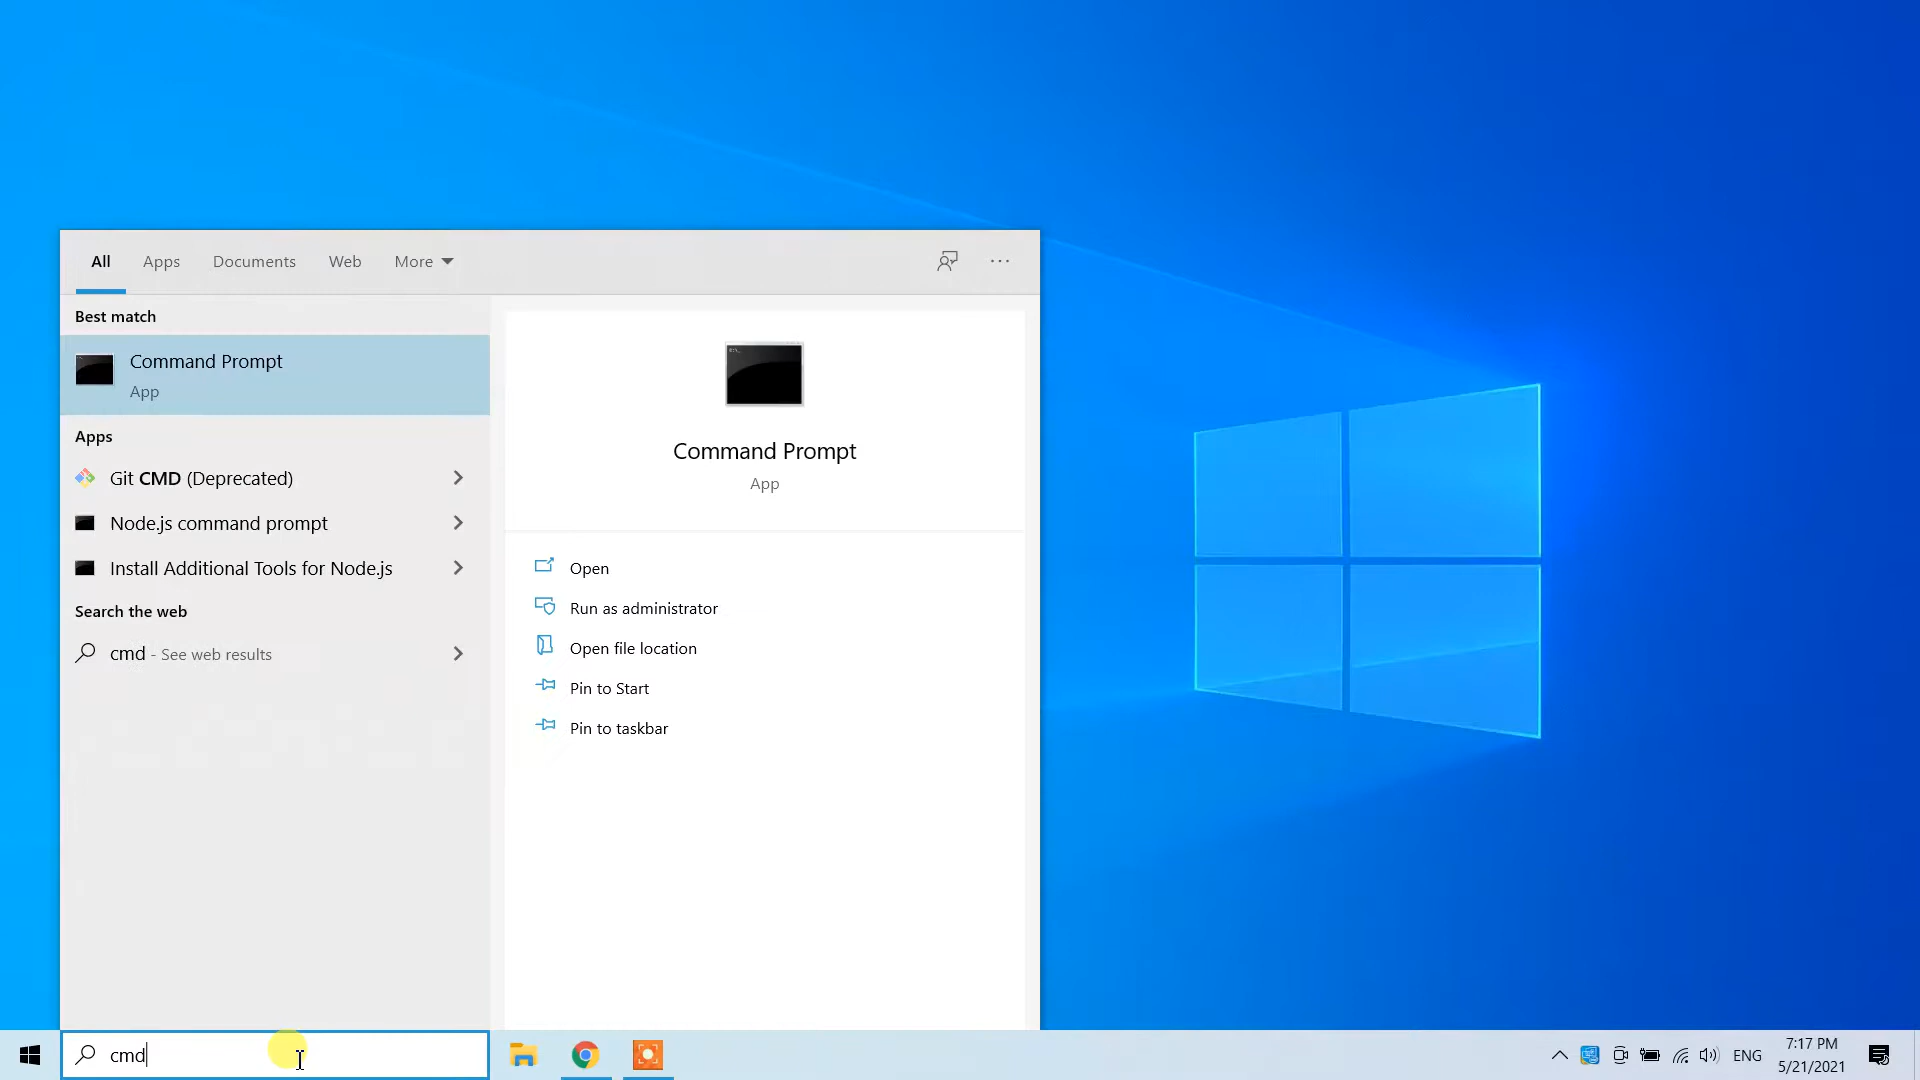 All Apps Documents Web More
Best match
Command Prompt
App
Apps
Git CMD (Deprecated)
Node.js command prompt
Install Additional Tools for Node.js
Search the web
cmd - See web results
Command Prompt
App
Open
Run as administrator
Open file location
Pin to Start
Pin to taskbar
cmd
ENG
7:17 PM
5/21/2021